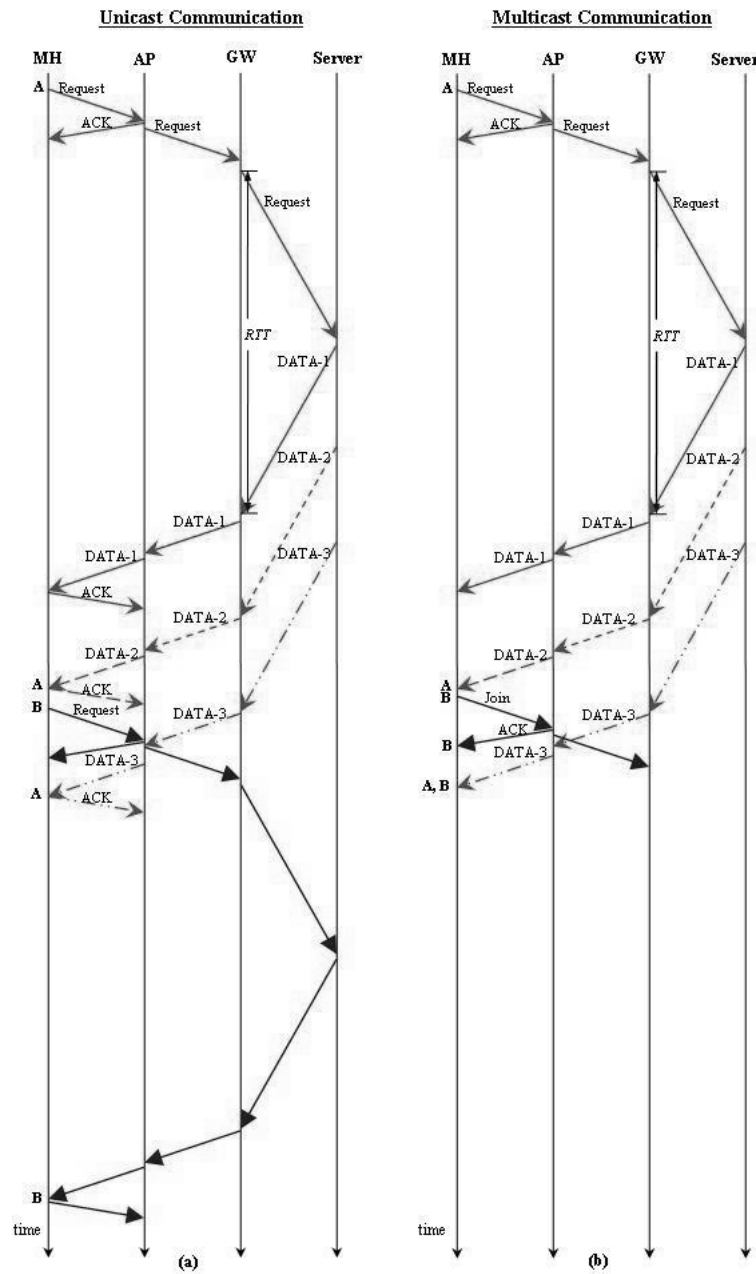 Unicast Communication
MH AP GW Server
A
Request
ACK
Request
Request
RTT
DATA-1
DATA-2
DATA-1
DATA-3
DATA-1
ACK
DATA-2
DATA-2
A
ACK
B
Request
DATA-3
DATA-3
A
ACK
B
time
(a)
Multicast Communication
MH AP GW Server
A
Request
ACK
Request
Request
RTT
DATA-1
DATA-2
DATA-1
DATA-3
DATA-1
DATA-2
DATA-2
A
B
Join
DATA-3
ACK
B
DATA-3
A, B
time
(b)